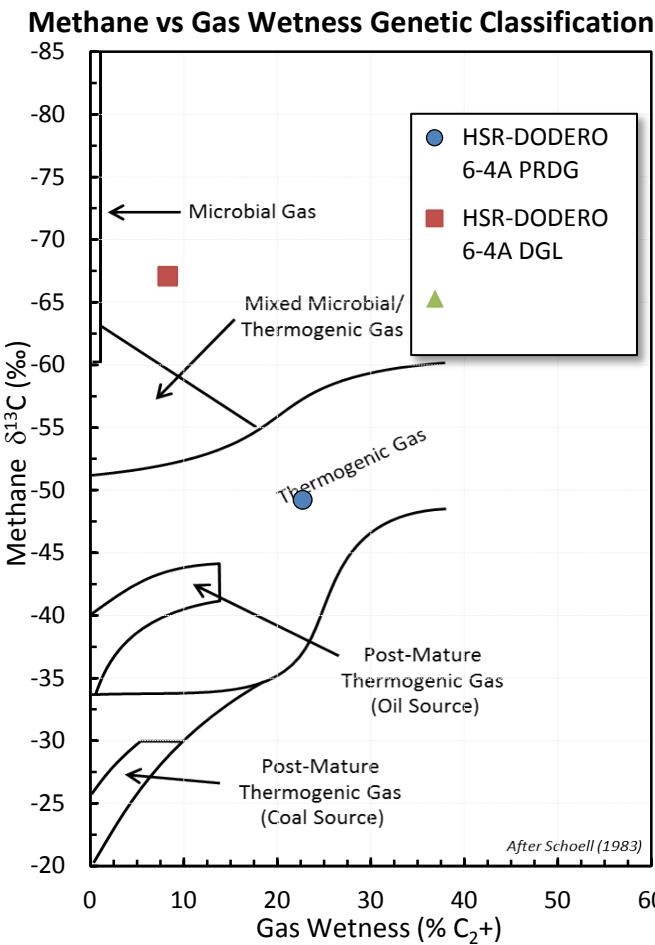 Methane vs Gas Wetness Genetic Classification
-85
-80
-75
-70
-65
-60
-55
-50
-45
-40
-35
-30
-25
-20
Methane δ¹³C (‰)
HSR-DODERO
6-4A PRDG
HSR-DODERO
6-4A DGL
Microbial Gas
Mixed Microbial/
Thermogenic Gas
Thermogenic Gas
Post-Mature
Thermogenic Gas
(Oil Source)
Post-Mature
Thermogenic Gas
(Coal Source)
After Schoell (1983)
0 10 20 30 40 50 60
Gas Wetness (% C₂+)